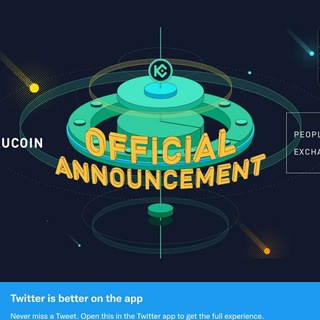 UCOIN
OFFICIAL
ANNOUNCEMENT
PEOPL
EXCHA
Twitter is better on the app
Never miss a Tweet. Open this in the Twitter app to get the full experience.